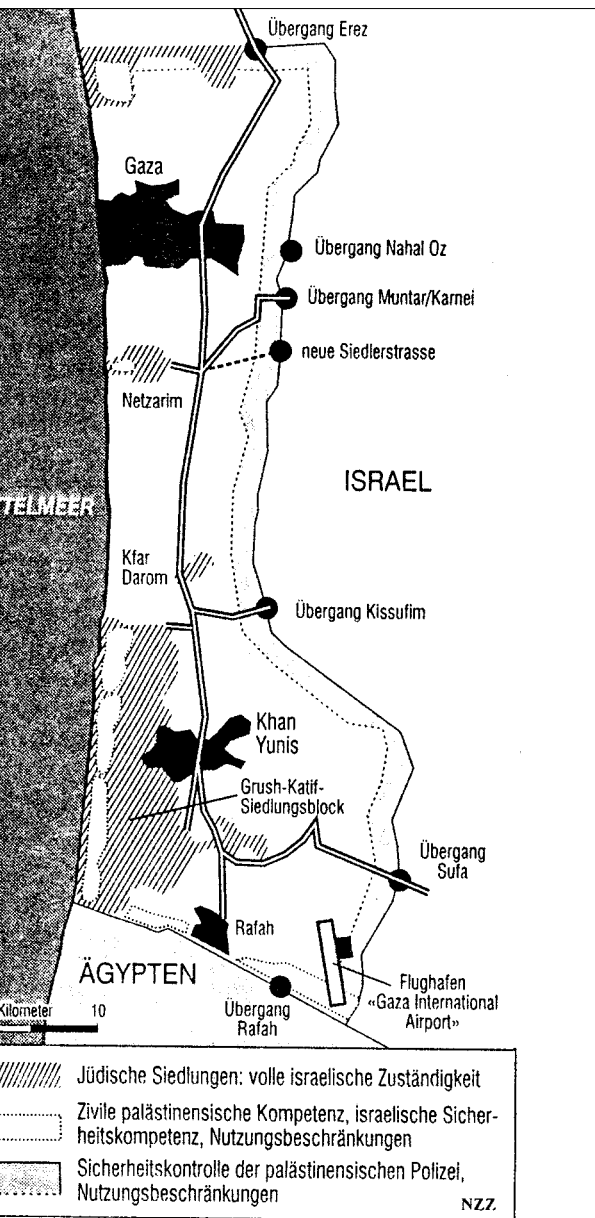 Übergang Erez
Gaza
Übergang Nahal Oz
Übergang Muntar/Karnei
neue Siedlerstrasse
Netzarim
ISRAEL
TTELMEER
Kfar
Darom
Übergang Kissufim
Khan
Yunis
Grush-Katif-
Siedlungsblock
Übergang
Sufa
Rafah
ÄGYPTEN
Flughafen
«Gaza International
Airport»
Kilometer 10
Übergang
Rafah
Jüdische Siedlungen: volle israelische Zuständigkeit
Zivile palästinensische Kompetenz, israelische Sicher-
heitskompetenz, Nutzungsbeschränkungen
Sicherheitskontrolle der palästinensischen Polizei,
Nutzungsbeschränkungen
NZZ